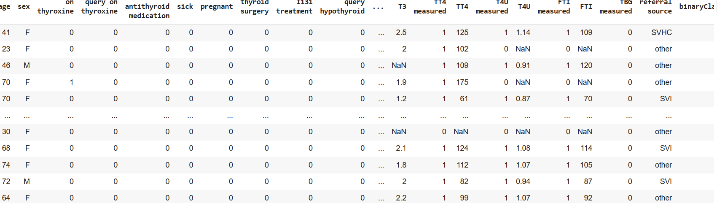 on query on antithyroid thyroid I131 query TT4 T4U FTI TBG referral
age sex thyroxine thyroxine medication sick pregnant surgery treatment hypothyroid ... T3 measured TT4 measured T4U measured FTI measured source binaryCla
41 F 0 0 0 0 0 0 0 0 ... 2.5 1 125 1 1.14 1 109 0 SVHC
23 F 0 0 0 0 0 0 0 0 ... 2 1 102 0 NaN 0 NaN 0 other
46 M 0 0 0 0 0 0 0 0 ... NaN 1 109 1 0.91 1 120 0 other
70 F 1 0 0 0 0 0 0 0 ... 1.9 1 175 0 NaN 0 NaN 0 other
70 F 0 0 0 0 0 0 0 0 ... 1.2 1 61 1 0.87 1 70 0 SVI
... ... ... ... ... ... ... ... ... ... ... ... ... ... ... ... ... ... ... ...
30 F 0 0 0 0 0 0 0 0 ... NaN 0 NaN 0 NaN 0 NaN 0 other
68 F 0 0 0 0 0 0 0 0 ... 2.1 1 124 1 1.08 1 114 0 SVI
74 F 0 0 0 0 0 0 0 0 ... 1.8 1 112 1 1.07 1 105 0 other
72 M 0 0 0 0 0 0 0 0 ... 2 1 82 1 0.94 1 87 0 SVI
64 F 0 0 0 0 0 0 0 0 ... 2.2 1 99 1 1.07 1 92 0 other